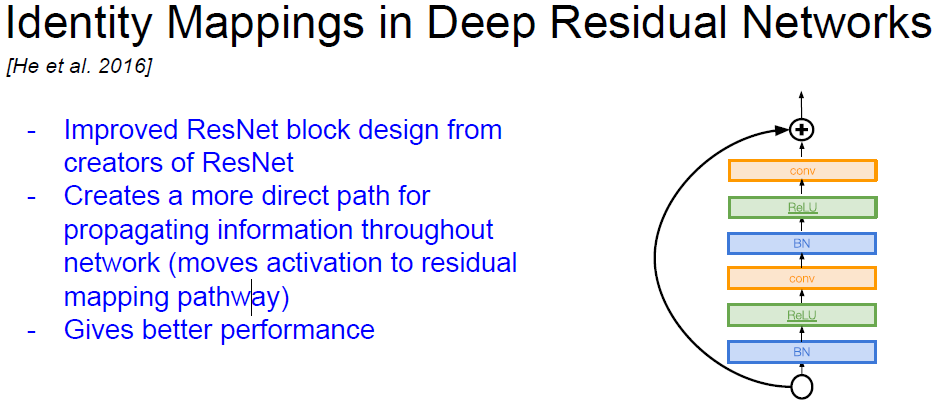 Identity Mappings in Deep Residual Networks
[He et al. 2016]
- Improved ResNet block design from
creators of ResNet
- Creates a more direct path for
propagating information throughout
network (moves activation to residual
mapping pathway)
- Gives better performance
+
conv
ReLU
BN
conv
ReLU
BN